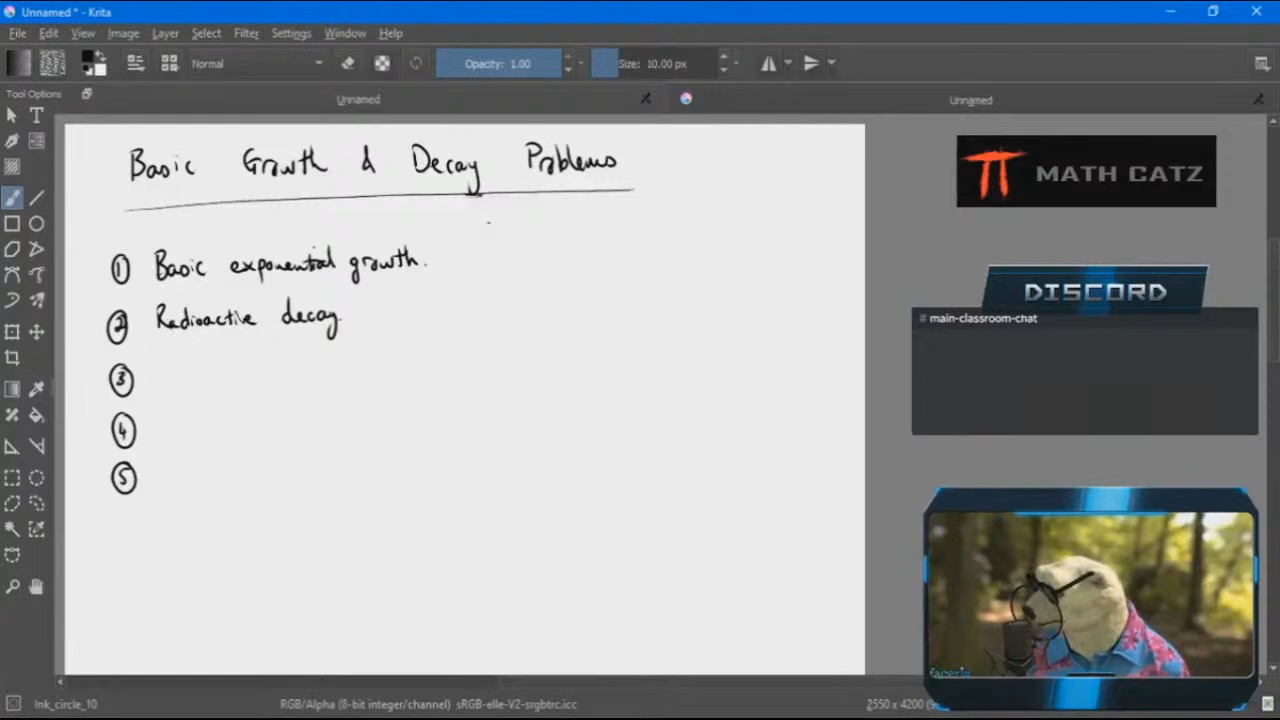 Unnamed * - Krita
File Edit View Image Layer Select Filter Settings Window Help
Normal Opacity: 1.00 Size: 10.00 px
Tool Options Unnamed Unnamed
Basic Growth & Decay Problems
① Basic exponential growth.
② Radioactive decay.
③
④
⑤
π MATH CATZ
DISCORD
# main-classroom-chat
facerig
Ink_circle_10 RGB/Alpha (8-bit integer/channel) sRGB-elle-V2-srgbtrc.icc 2550 x 4200